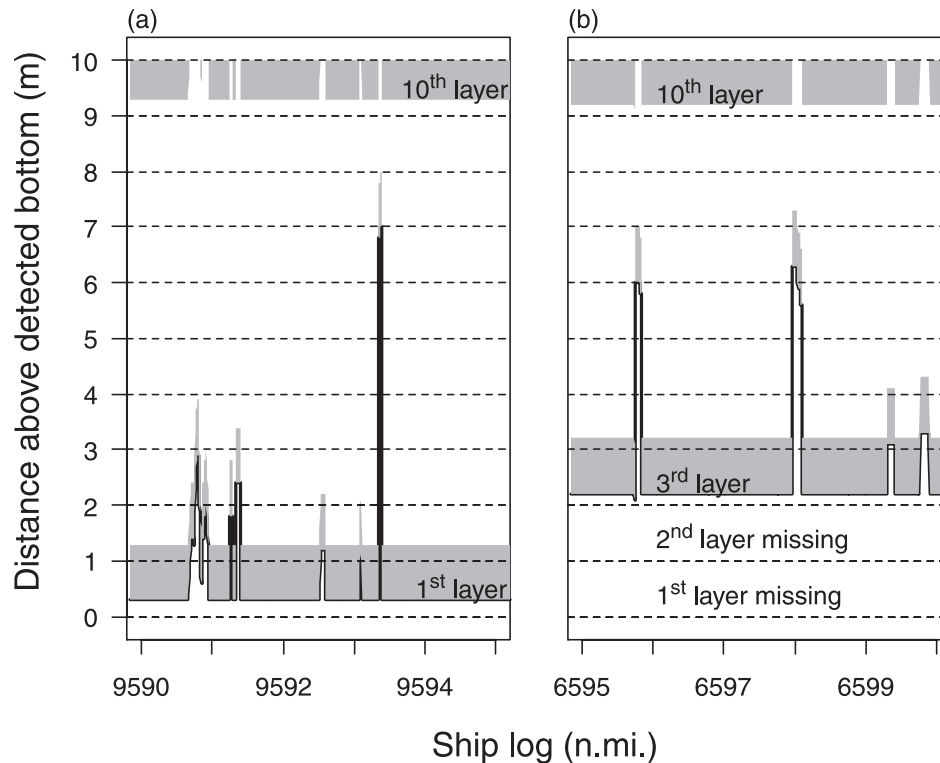 (a)
(b)
Distance above detected bottom (m)
10
9
8
7
6
5
4
3
2
1
0
10th layer
1st layer
10th layer
3rd layer
2nd layer missing
1st layer missing
9590
9592
9594
6595
6597
6599
Ship log (n.mi.)